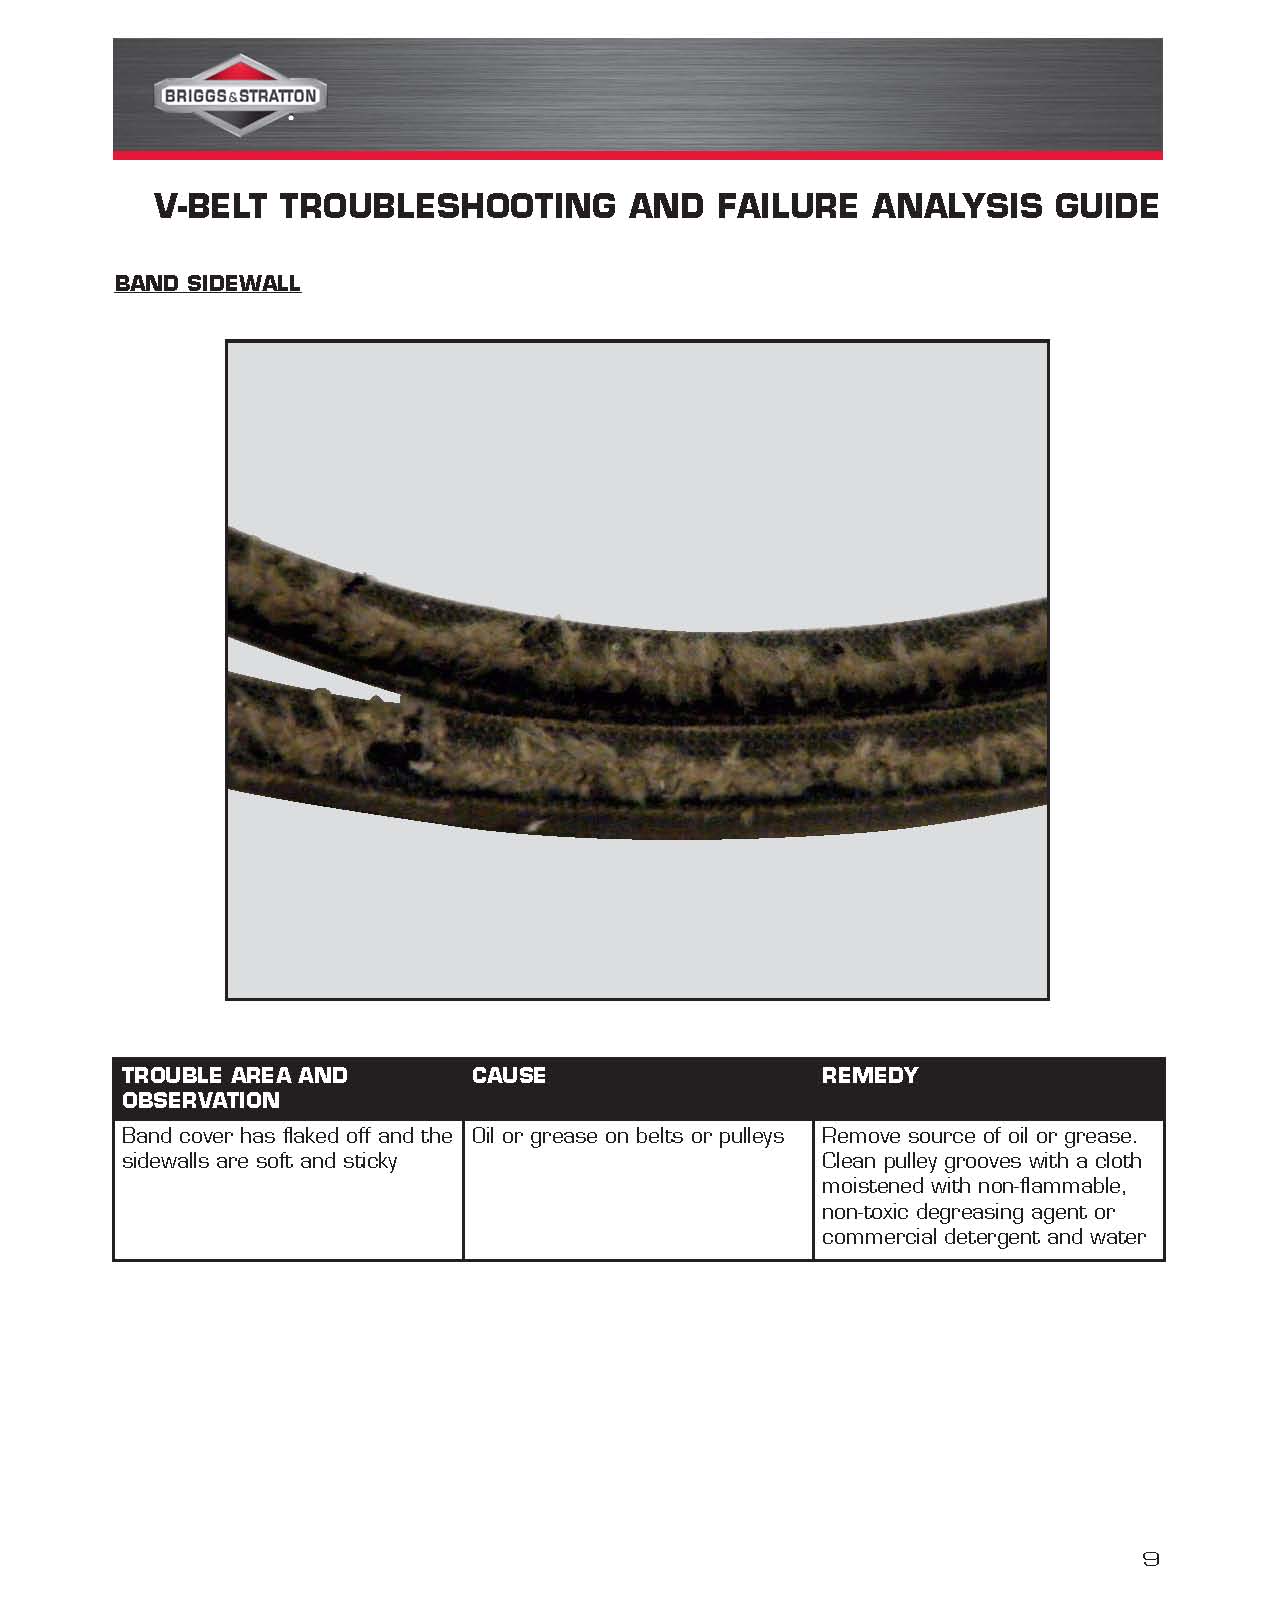 BRIGGS&STRATTON
V-BELT TROUBLESHOOTING AND FAILURE ANALYSIS GUIDE
BAND SIDEWALL
TROUBLE AREA AND
OBSERVATION
CAUSE
REMEDY
Band cover has flaked off and the
sidewalls are soft and sticky
Oil or grease on belts or pulleys
Remove source of oil or grease.
Clean pulley grooves with a cloth
moistened with non-flammable,
non-toxic degreasing agent or
commercial detergent and water
9